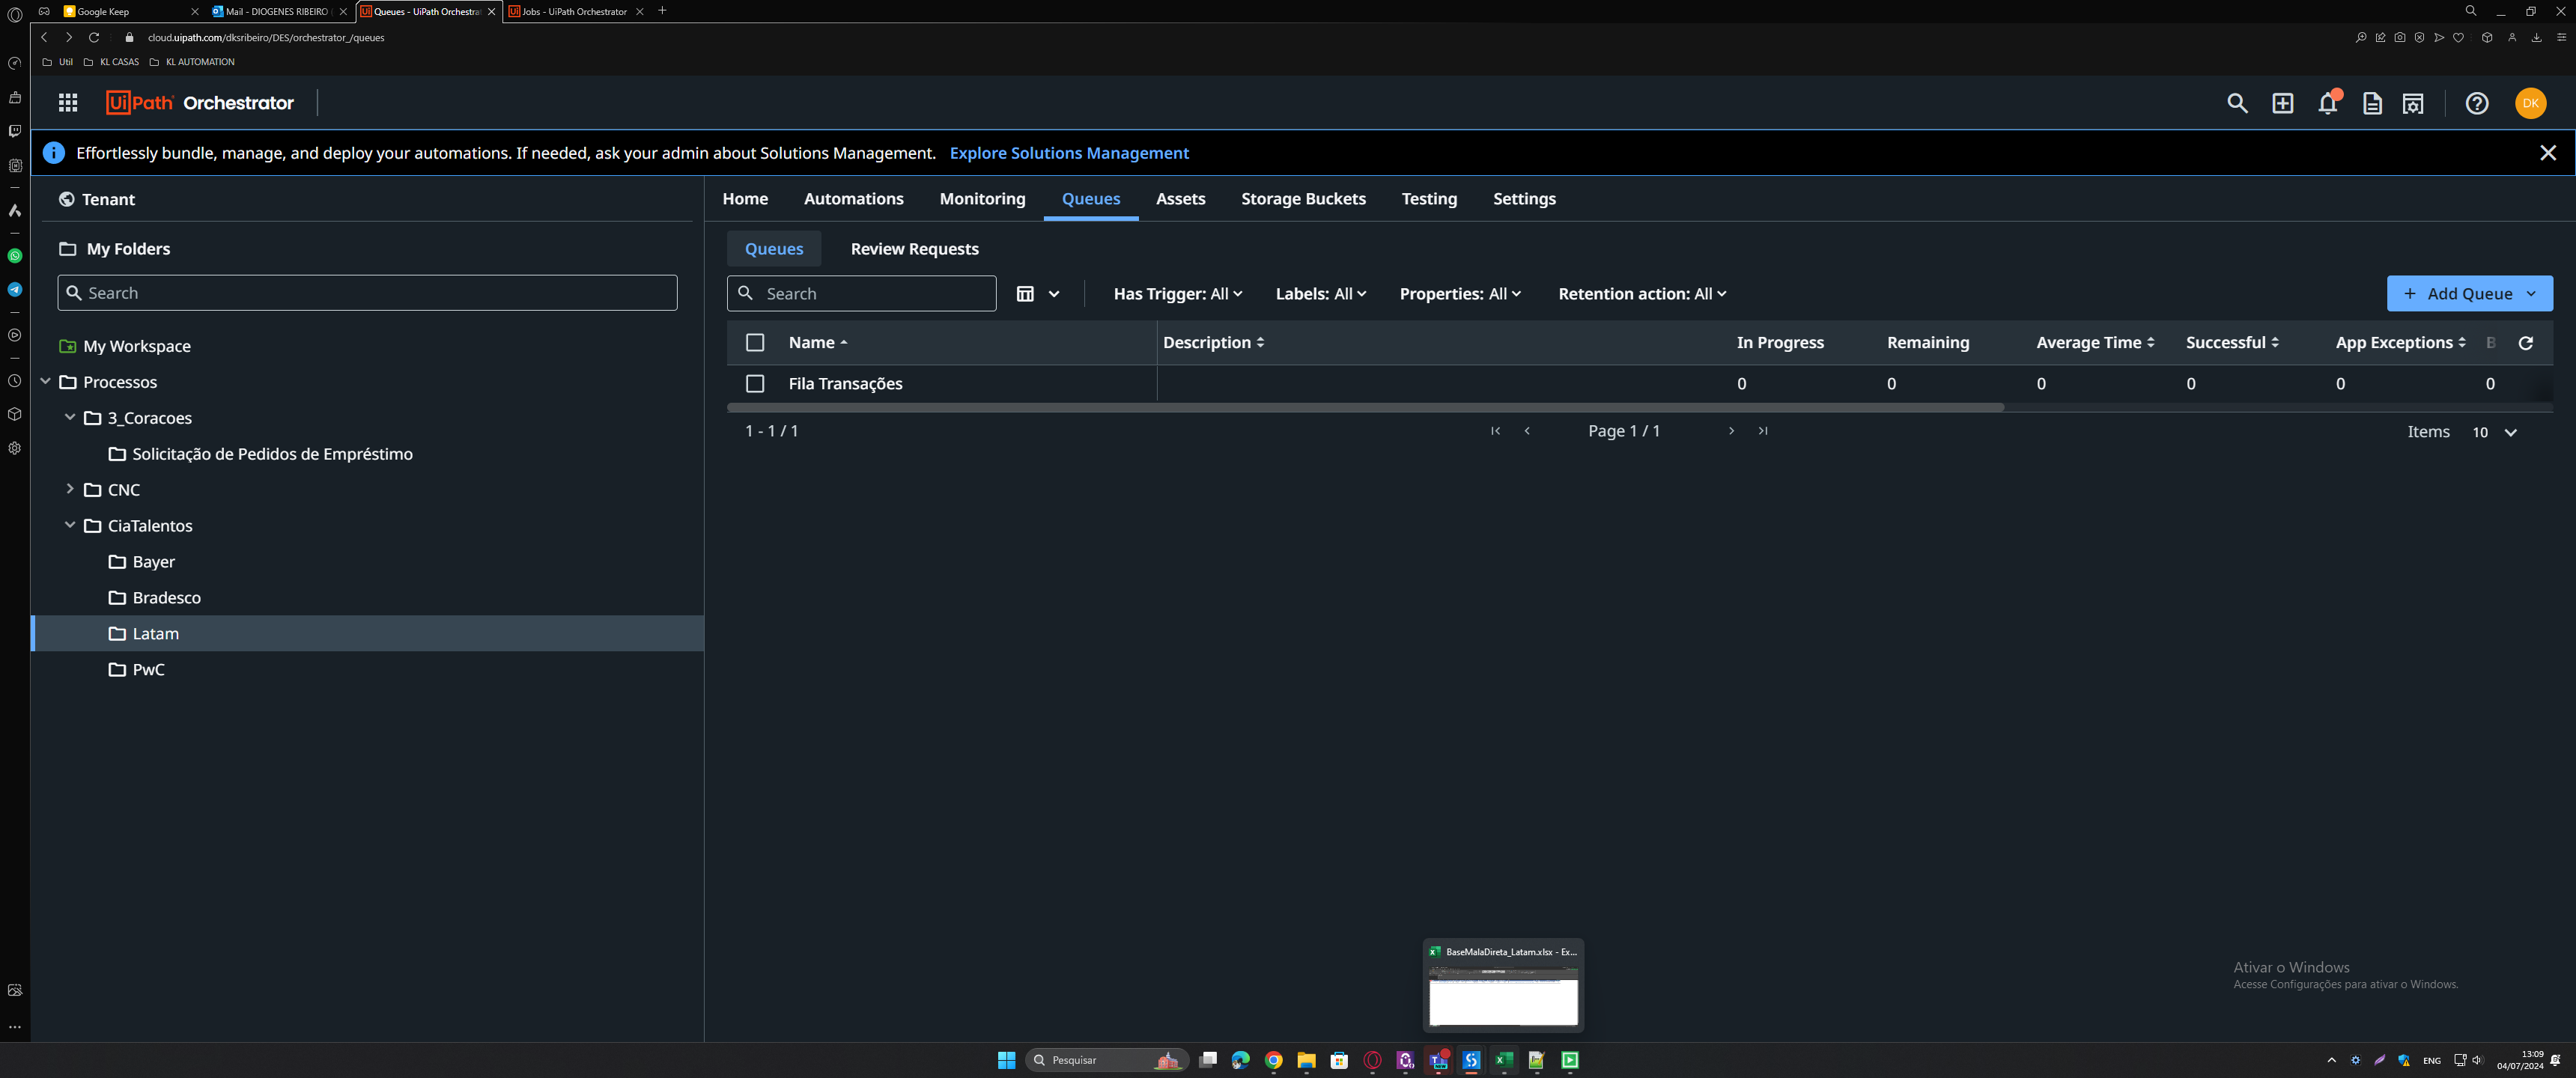 Google Keep
Mail - DIOGENES RIBEIRO
Queues - UiPath Orchestrat
Jobs - UiPath Orchestrator
cloud.uipath.com/dksribeiro/DES/orchestrator_/queues
Util
KL CASAS
KL AUTOMATION
UiPath Orchestrator
DK
Effortlessly bundle, manage, and deploy your automations. If needed, ask your admin about Solutions Management. Explore Solutions Management
Tenant
Home
Automations
Monitoring
Queues
Assets
Storage Buckets
Testing
Settings
My Folders
Queues
Review Requests
Search
Search
Has Trigger: All
Labels: All
Properties: All
Retention action: All
+ Add Queue
My Workspace
Processos
3_Coracoes
Solicitação de Pedidos de Empréstimo
CNC
CiaTalentos
Bayer
Bradesco
Latam
PwC
Name
Description
In Progress
Remaining
Average Time
Successful
App Exceptions
B
Fila Transações
0
0
0
0
0
0
1 - 1 / 1
Page 1 / 1
Items 10
BaseMalaDireta_Latam.xlsx - Ex...
Ativar o Windows
Acesse Configurações para ativar o Windows.
Pesquisar
ENG
13:09
04/07/2024